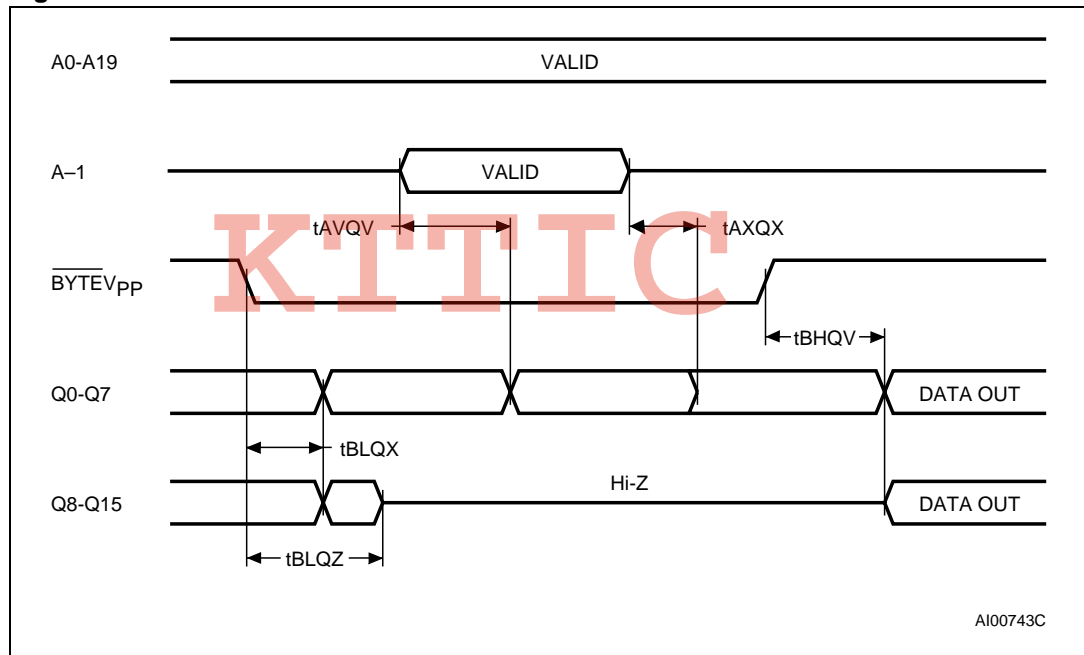 A0-A19 VALID
A–1 VALID
tAVQV tAXQX
KTTIC
BYTEVPP
tBHQV
Q0-Q7 DATA OUT
tBLQX
Hi-Z
Q8-Q15 DATA OUT
tBLQZ
AI00743C